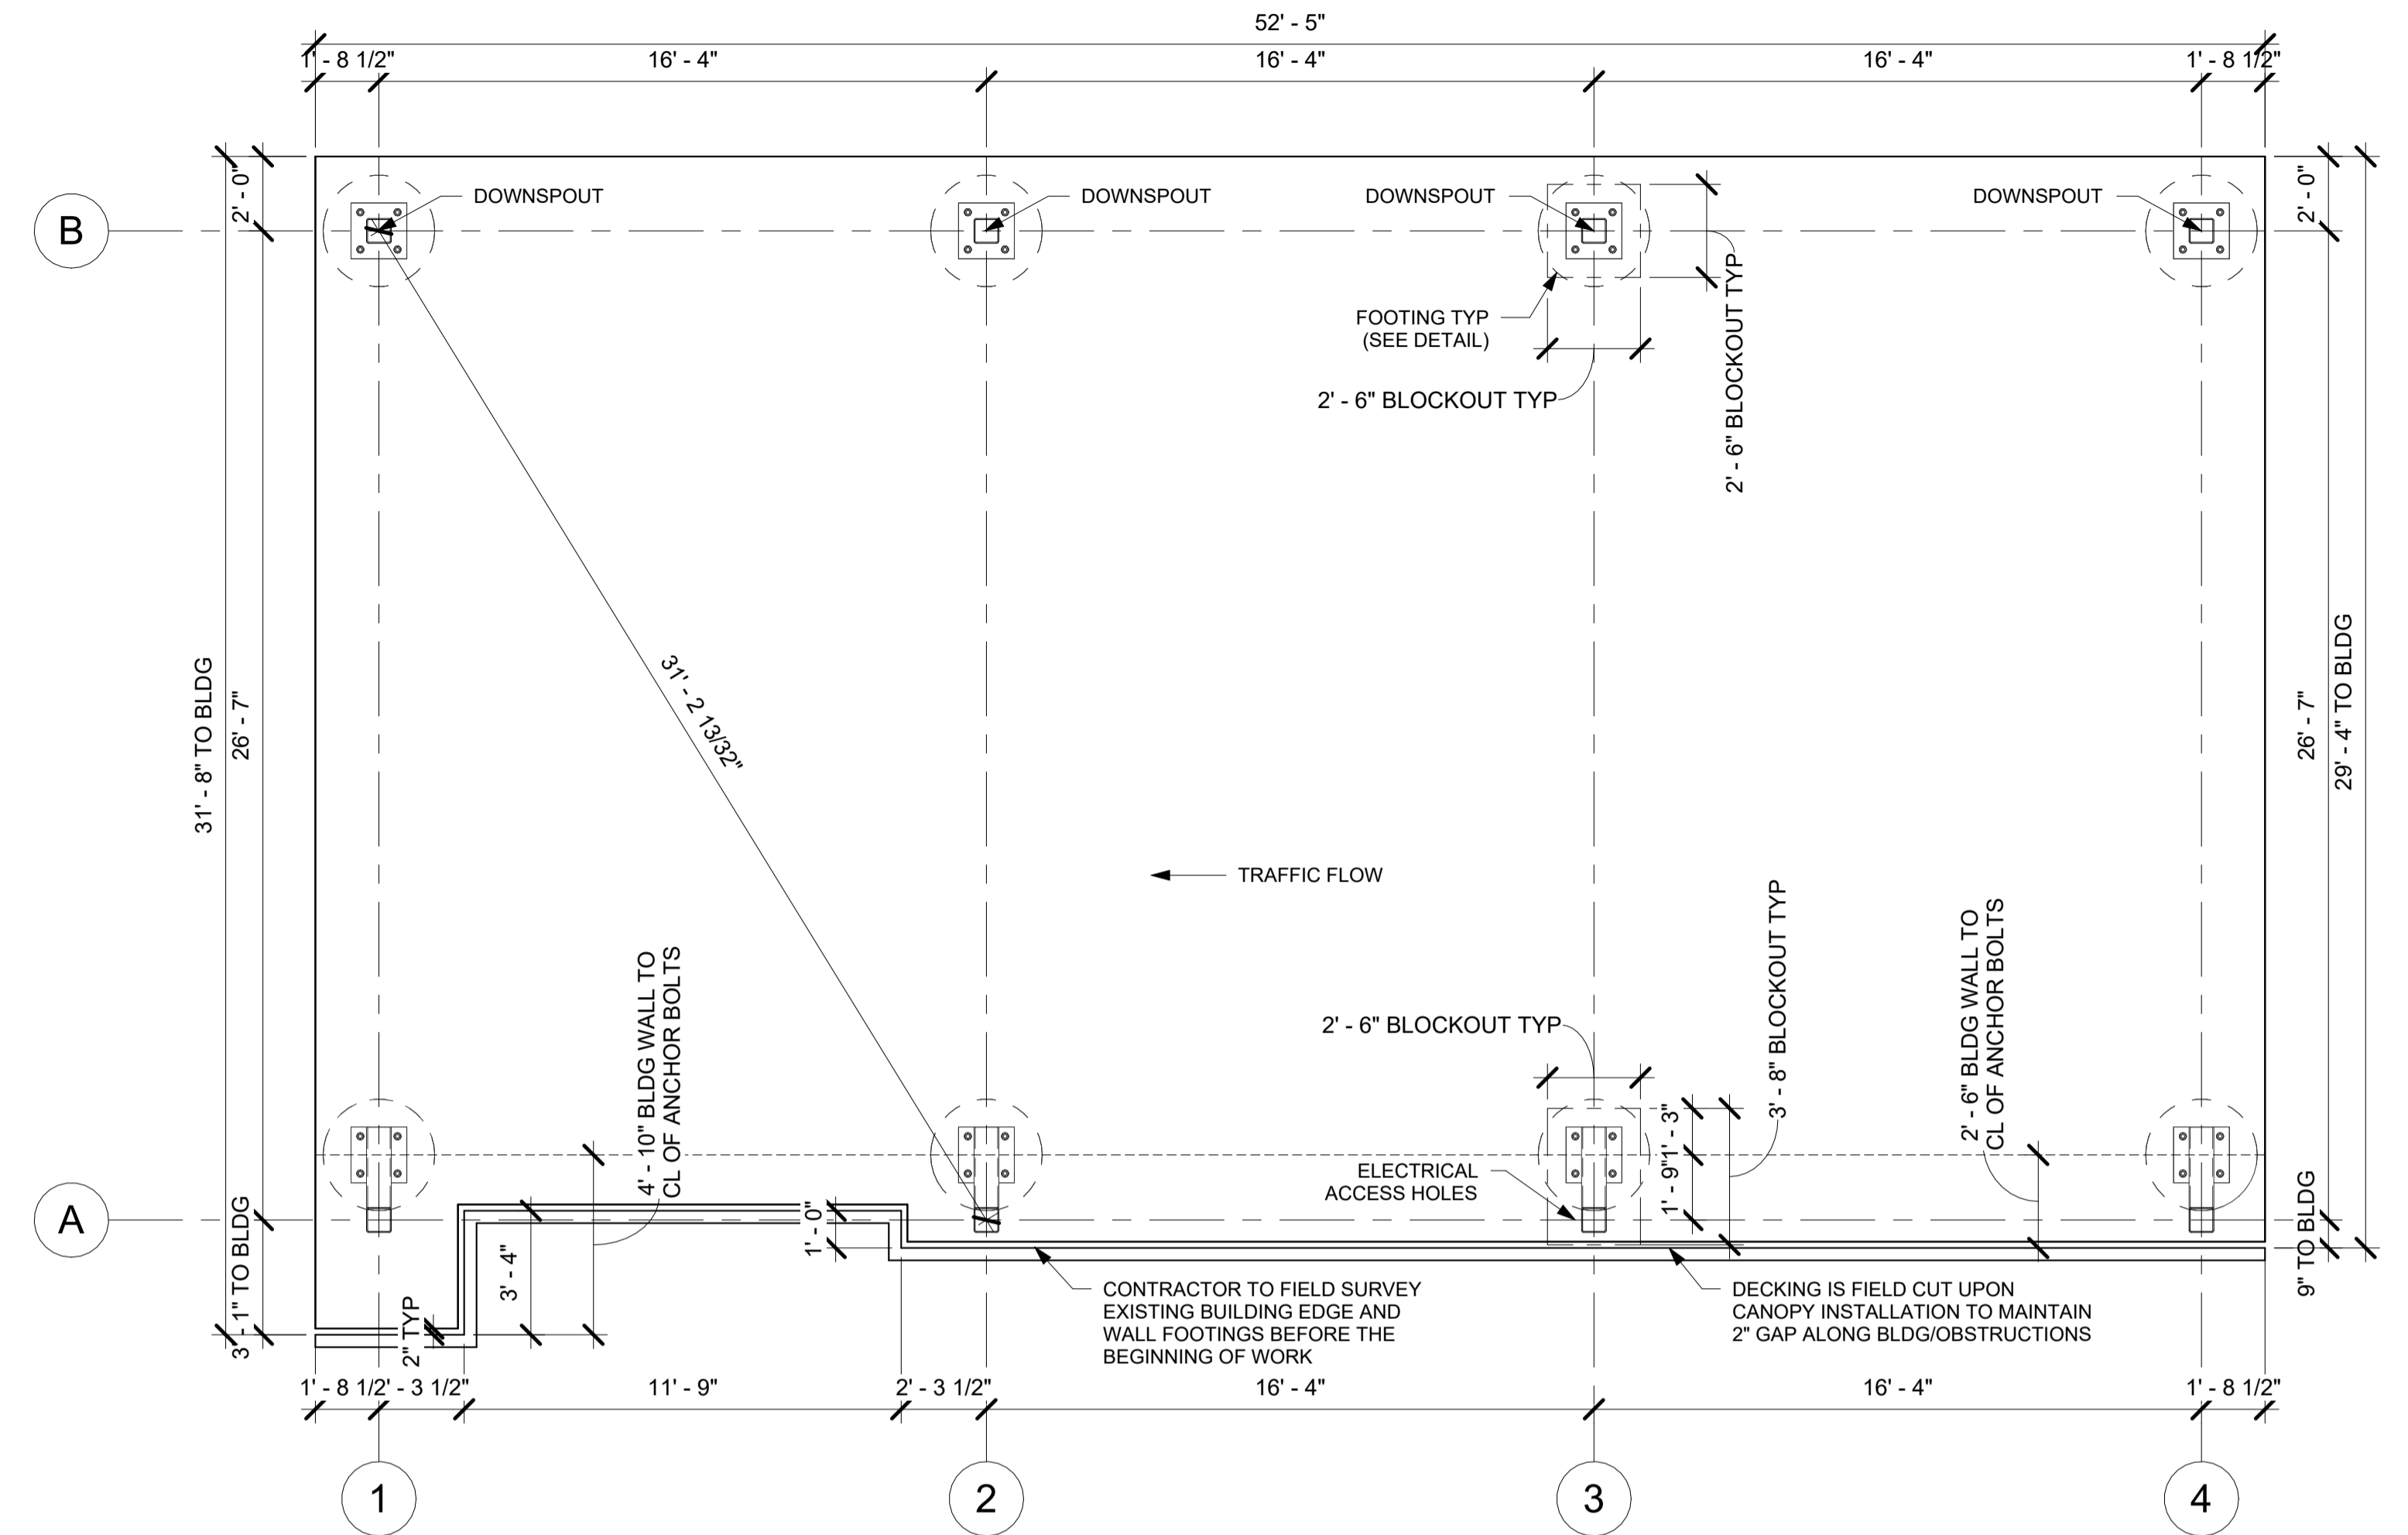 52' - 5"
1' - 8 1/2"
16' - 4"
16' - 4"
16' - 4"
1' - 8 1/2"
2' - 0"
DOWNSPOUT
DOWNSPOUT
DOWNSPOUT
DOWNSPOUT
2' - 0"
B
FOOTING TYP
(SEE DETAIL)
2' - 6" BLOCKOUT TYP
2' - 6" BLOCKOUT TYP
31' - 8" TO BLDG
26' - 7"
31' - 2 13/32"
26' - 7"
29' - 4" TO BLDG
TRAFFIC FLOW
4' - 10" BLDG WALL TO
CL OF ANCHOR BOLTS
2' - 6" BLOCKOUT TYP
1' - 3"
1' - 9"
3' - 8" BLOCKOUT TYP
2' - 6" BLDG WALL TO
CL OF ANCHOR BOLTS
ELECTRICAL
ACCESS HOLES
A
3' - 1" TO BLDG
2" TYP
3' - 4"
1' - 0"
9" TO BLDG
CONTRACTOR TO FIELD SURVEY
EXISTING BUILDING EDGE AND
WALL FOOTINGS BEFORE THE
BEGINNING OF WORK
DECKING IS FIELD CUT UPON
CANOPY INSTALLATION TO MAINTAIN
2" GAP ALONG BLDG/OBSTRUCTIONS
1' - 8 1/2' - 3 1/2"
11' - 9"
2' - 3 1/2"
16' - 4"
16' - 4"
1' - 8 1/2"
1
2
3
4